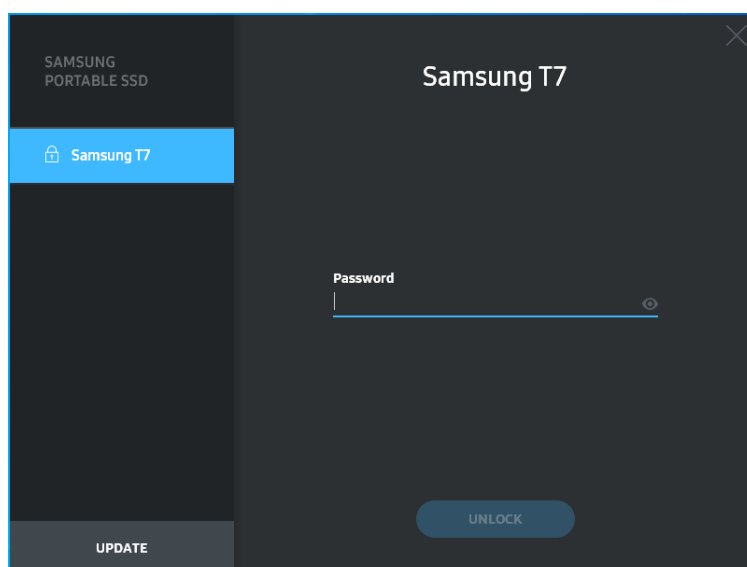 SAMSUNG
PORTABLE SSD
Samsung T7
Samsung T7
Password
UNLOCK
UPDATE